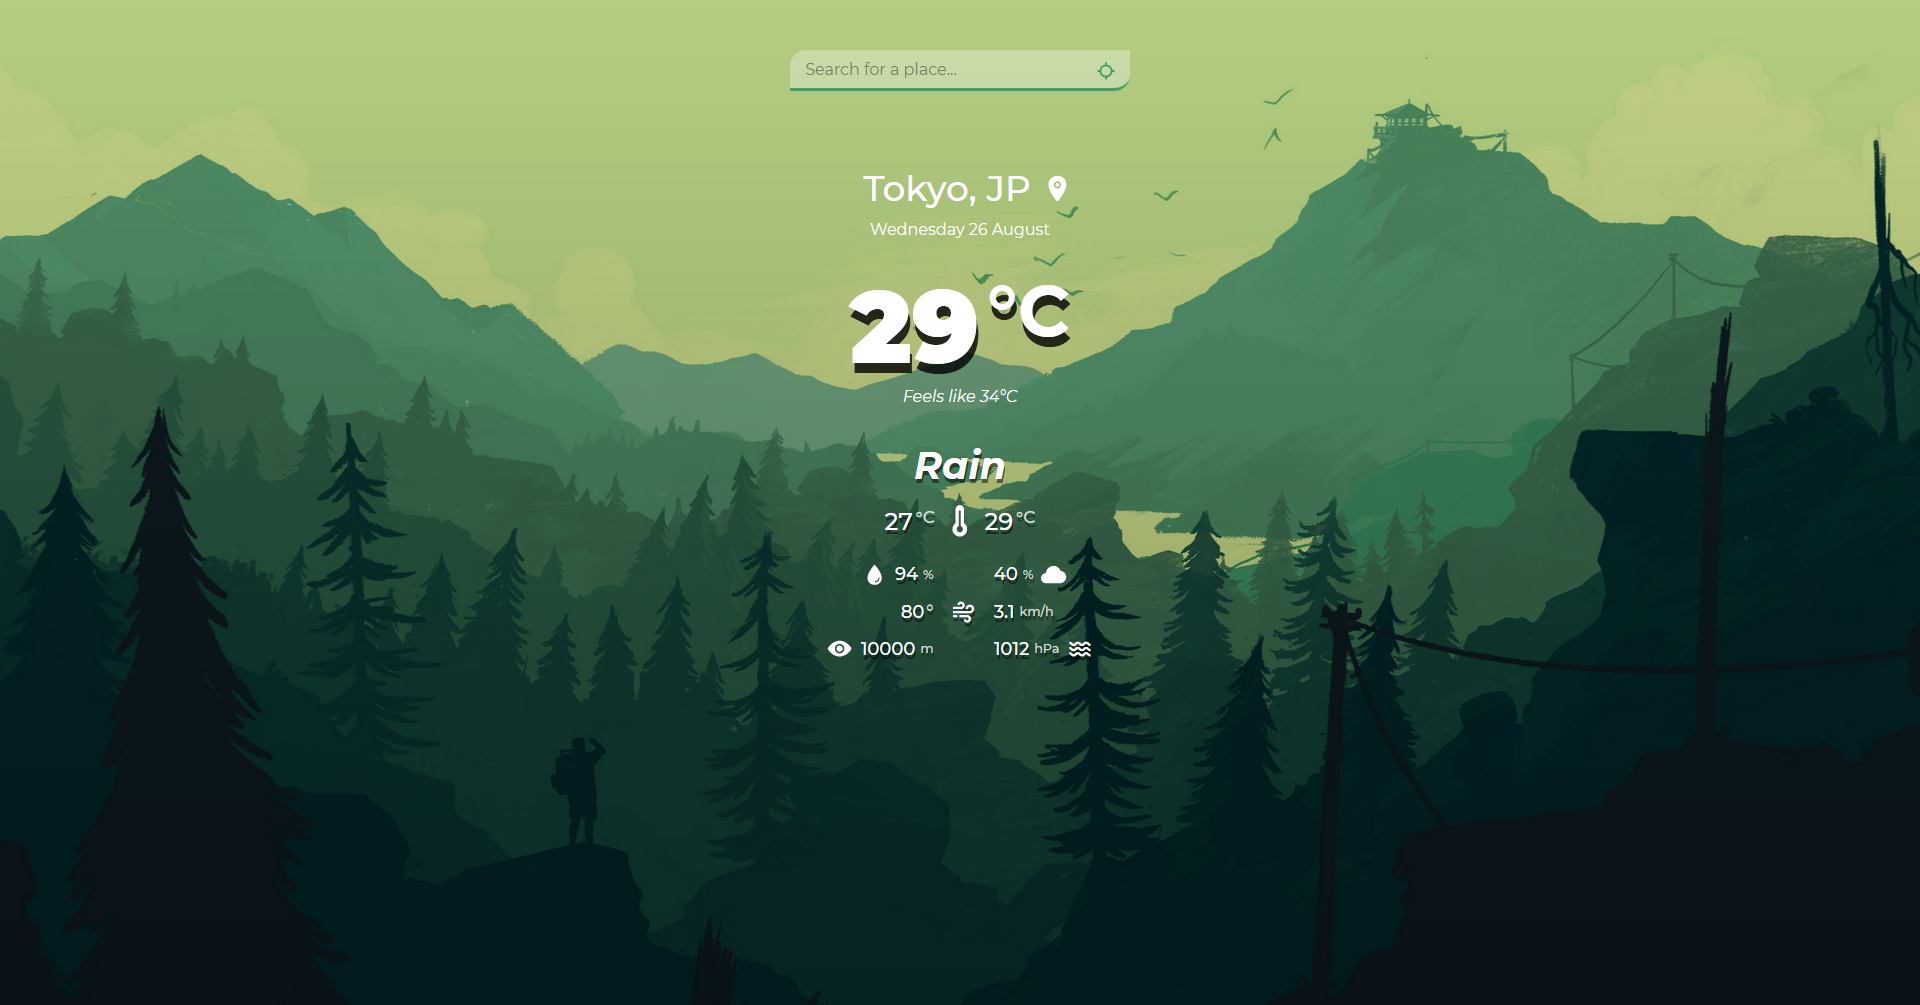 Search for a place...
Tokyo, JP
Wednesday 26 August
29°C
Feels like 34°C
Rain
27°C 29°C
94 % 40 %
80° 3.1 km/h
10000 m 1012 hPa